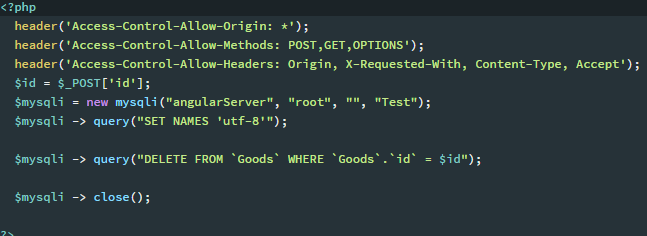 <?php
header('Access-Control-Allow-Origin: *');
header('Access-Control-Allow-Methods: POST,GET,OPTIONS');
header('Access-Control-Allow-Headers: Origin, X-Requested-With, Content-Type, Accept');
$id = $_POST['id'];
$mysqli = new mysqli("angularServer", "root", "", "Test");
$mysqli -> query("SET NAMES 'utf-8'");
$mysqli -> query("DELETE FROM `Goods` WHERE `Goods`.`id` = $id");
$mysqli -> close();
?>